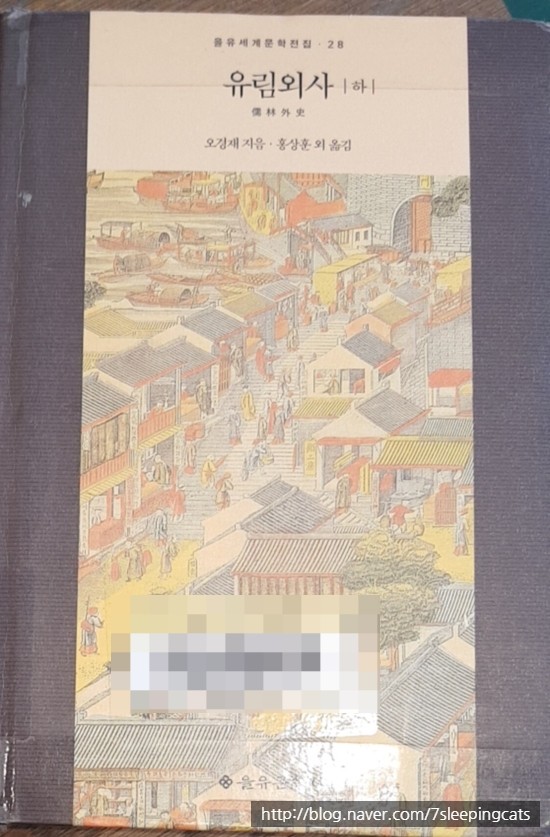 을유세계문학전집 · 28
유림외사 |하|
儒林外史
오경재 지음 · 홍상훈 외 옮김
http://blog.naver.com/7sleepingcats